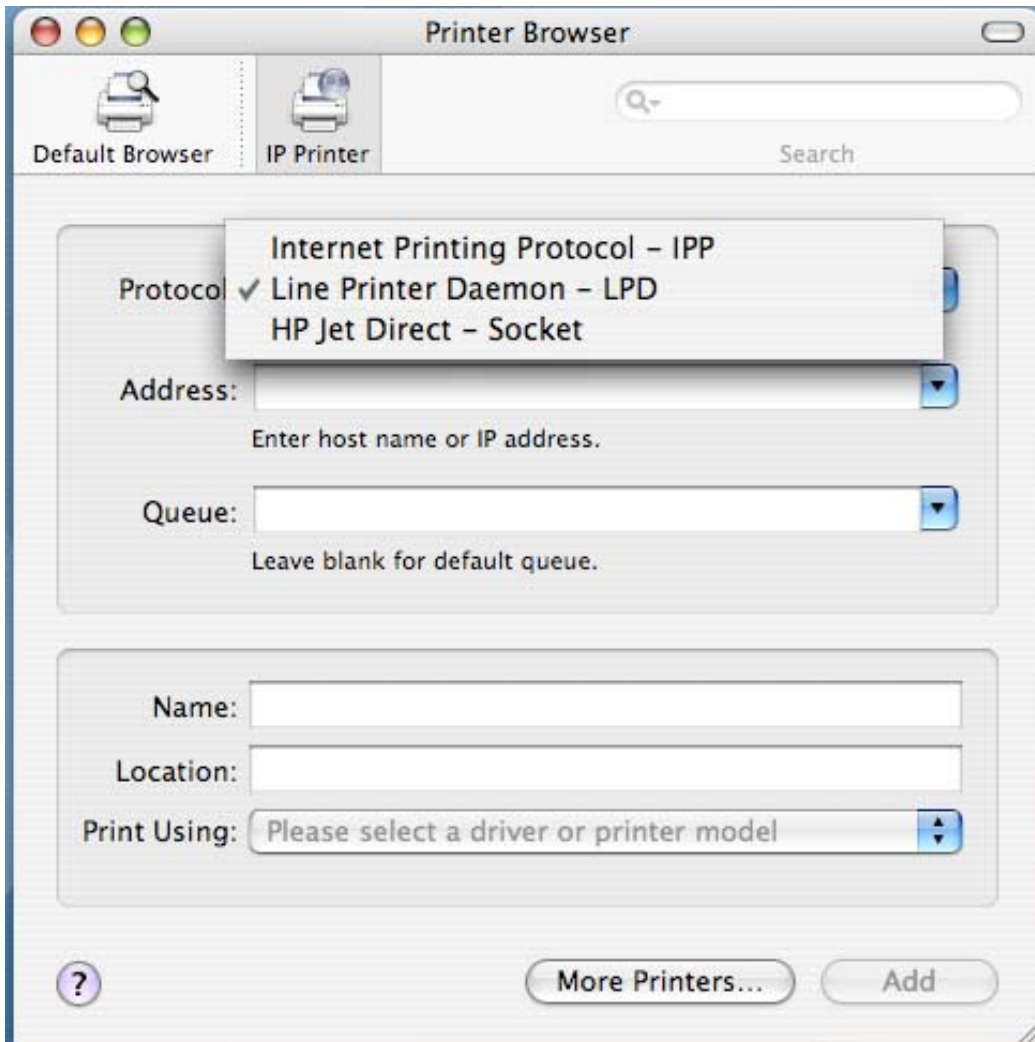 Printer Browser
Default Browser
IP Printer
Search
Internet Printing Protocol – IPP
Protocol
✓ Line Printer Daemon – LPD
HP Jet Direct – Socket
Address:
Enter host name or IP address.
Queue:
Leave blank for default queue.
Name:
Location:
Print Using: Please select a driver or printer model
?
More Printers...
Add